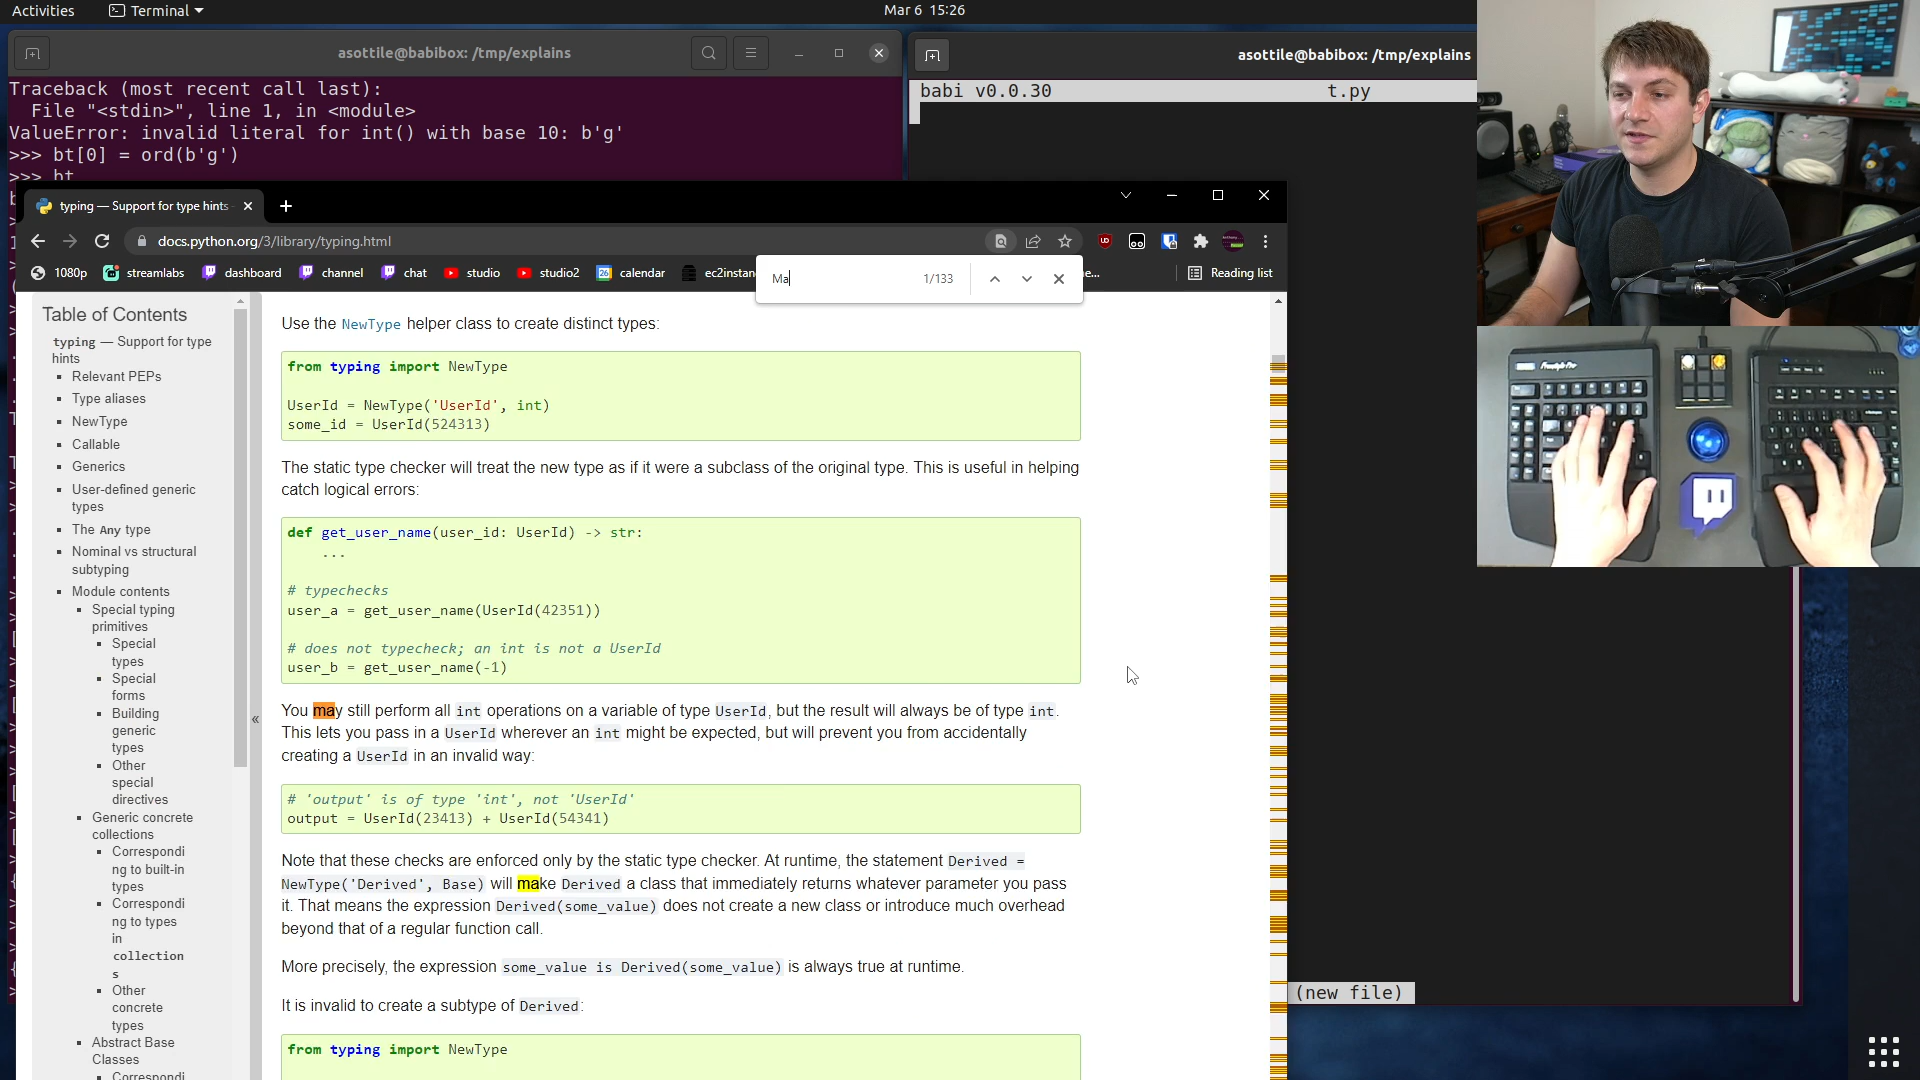 Activities
Terminal
Mar 6 15:26
asottile@babibox: /tmp/explains
Traceback (most recent call last):
File "<stdin>", line 1, in <module>
ValueError: invalid literal for int() with base 10: b'g'
>>> bt[0] = ord(b'g')
>>> bt
asottile@babibox: /tmp/explains
babi v0.0.30
t.py
typing — Support for type hints
docs.python.org/3/library/typing.html
1080p
streamlabs
dashboard
channel
chat
studio
studio2
26 calendar
ec2instan
e...
Reading list
Ma
1/133
Table of Contents
typing — Support for type
hints
Relevant PEPs
Type aliases
NewType
Callable
Generics
User-defined generic
types
The Any type
Nominal vs structural
subtyping
Module contents
Special typing
primitives
Special
types
Special
forms
Building
generic
types
Other
special
directives
Generic concrete
collections
Correspondi
ng to built-in
types
Correspondi
ng to types
in
collection
s
Other
concrete
types
Abstract Base
Classes
Correspondi
«
Use the NewType helper class to create distinct types:
from typing import NewType
UserId = NewType('UserId', int)
some_id = UserId(524313)
The static type checker will treat the new type as if it were a subclass of the original type. This is useful in helping
catch logical errors:
def get_user_name(user_id: UserId) -> str:
...
# typechecks
user_a = get_user_name(UserId(42351))
# does not typecheck; an int is not a UserId
user_b = get_user_name(-1)
You may still perform all int operations on a variable of type UserId, but the result will always be of type int.
This lets you pass in a UserId wherever an int might be expected, but will prevent you from accidentally
creating a UserId in an invalid way:
# 'output' is of type 'int', not 'UserId'
output = UserId(23413) + UserId(54341)
Note that these checks are enforced only by the static type checker. At runtime, the statement Derived =
NewType('Derived', Base) will make Derived a class that immediately returns whatever parameter you pass
it. That means the expression Derived(some_value) does not create a new class or introduce much overhead
beyond that of a regular function call.
More precisely, the expression some_value is Derived(some_value) is always true at runtime.
It is invalid to create a subtype of Derived:
from typing import NewType
(new file)